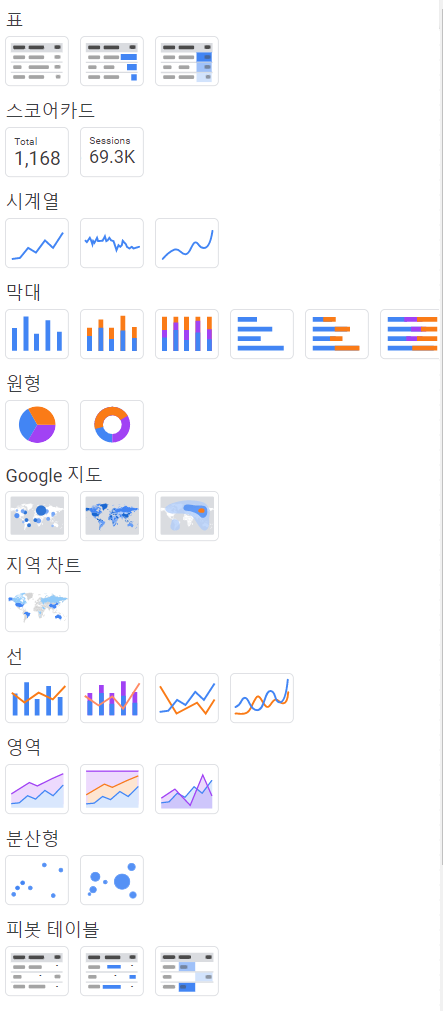 표
스코어카드
Total
1,168
Sessions
69.3K
시계열
막대
원형
Google 지도
지역 차트
선
영역
분산형
피봇 테이블